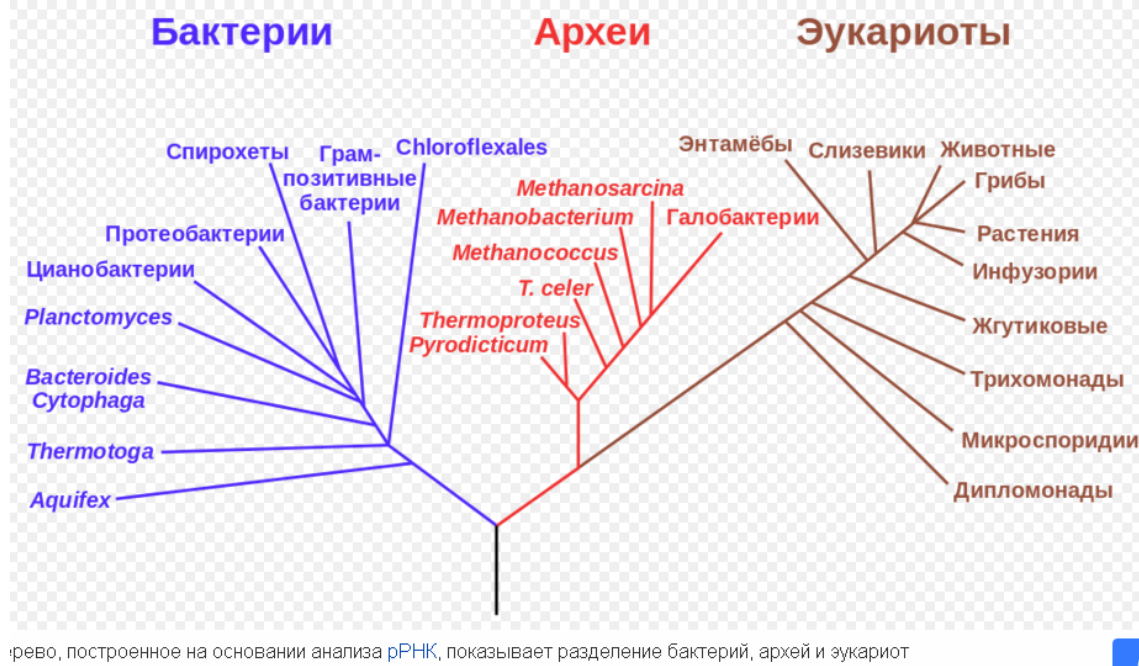 Бактерии
Археи
Эукариоты
Спирохеты
Грам-
позитивные
бактерии
Chloroflexales
Протеобактерии
Цианобактерии
Planctomyces
Bacteroides
Cytophaga
Thermotoga
Aquifex
Methanosarcina
Methanobacterium
Галобактерии
Methanococcus
T. celer
Thermoproteus
Pyrodicticum
Энтамёбы
Слизевики
Животные
Грибы
Растения
Инфузории
Жгутиковые
Трихомонады
Микроспоридии
Дипломонады
построенное на основании анализа рРНК, показывает разделение бактерий, архей и эукариот